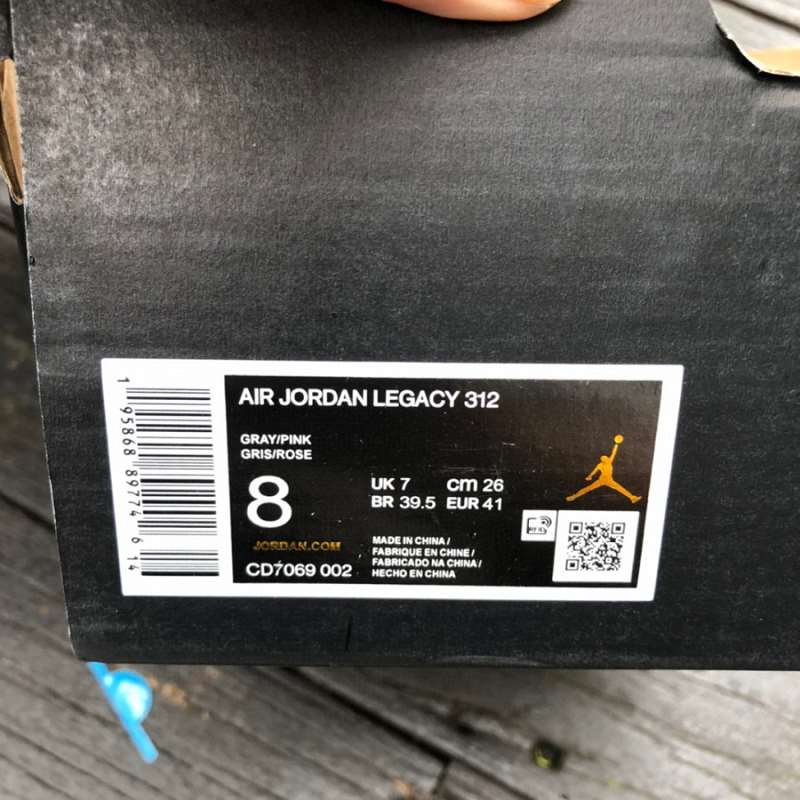 AIR JORDAN LEGACY 312
GRAY/PINK
GRIS/ROSE
8
UK 7 cm 26
BR 39.5 EUR 41
JORDAN.COM
CD7069 002
MADE IN CHINA /
FABRIQUE EN CHINE /
FABRICADO NA CHINA /
HECHO EN CHINA
1 95868 89774 6 14